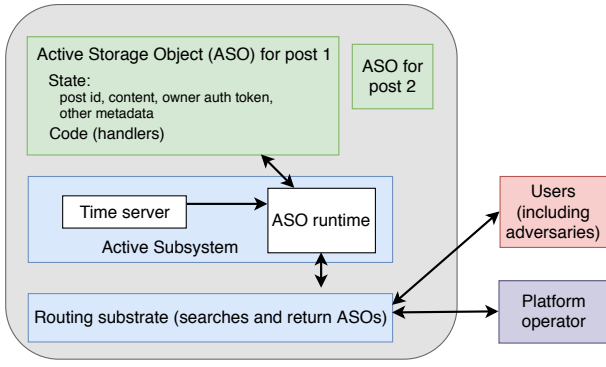 Active Storage Object (ASO) for post 1
State:
post id, content, owner auth token,
other metadata
Code (handlers)
ASO for
post 2
Time server
ASO runtime
Active Subsystem
Routing substrate (searches and return ASOs)
Users
(including
adversaries)
Platform
operator